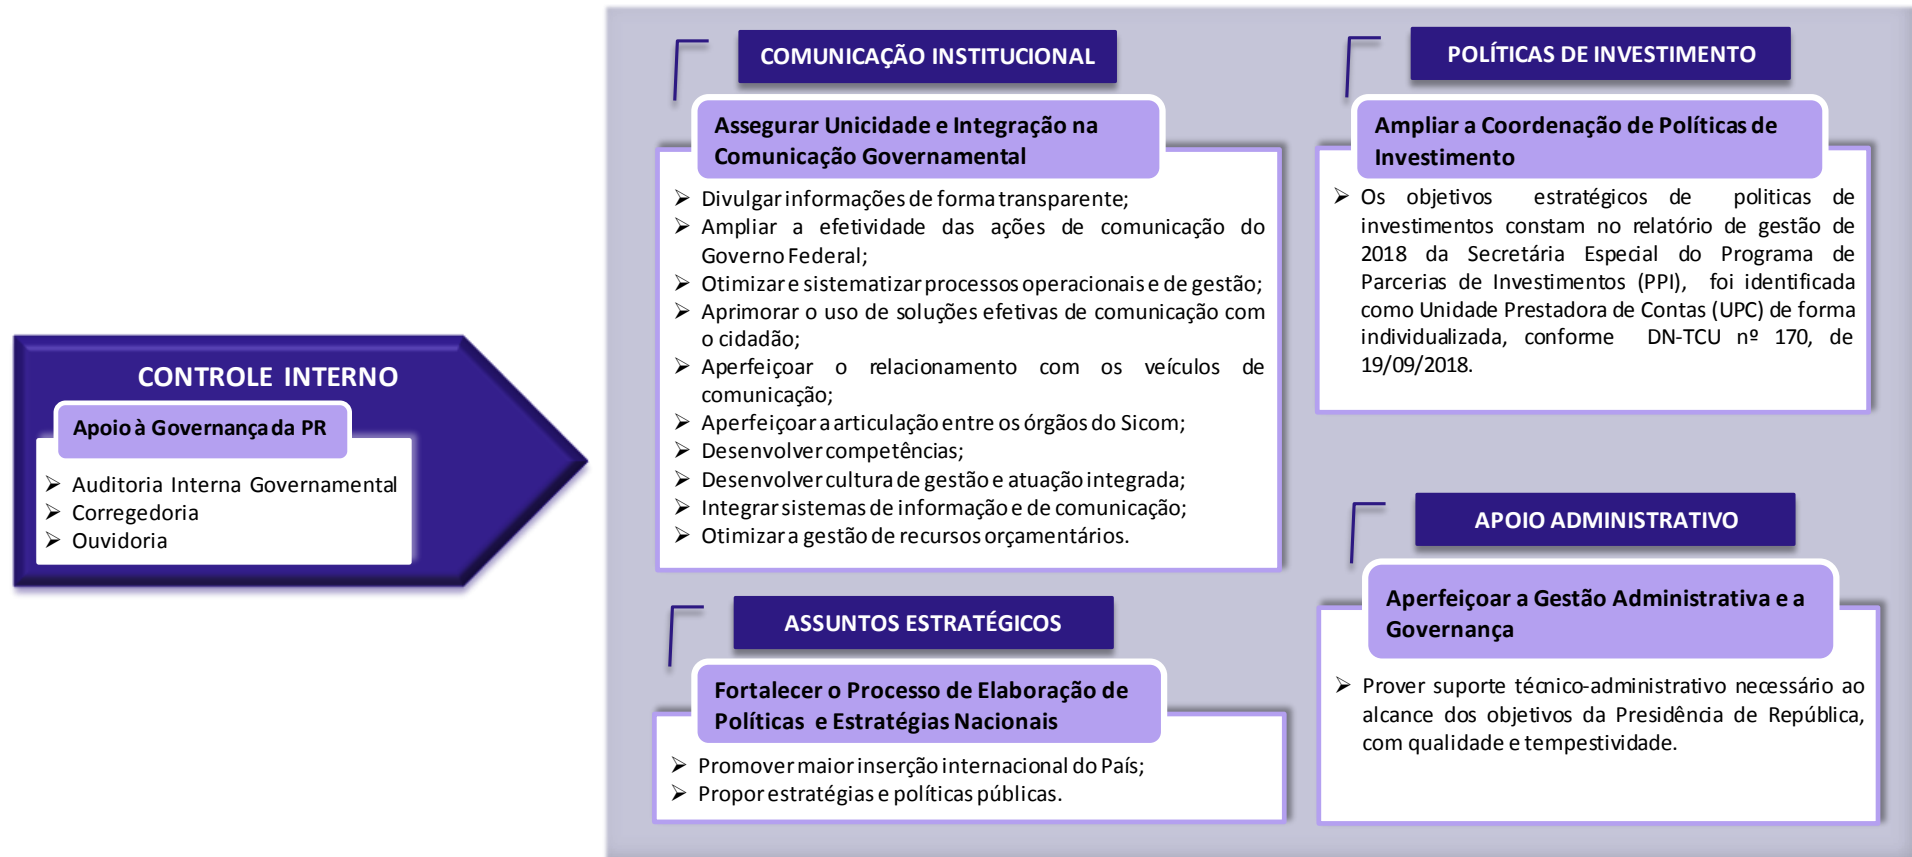 CONTROLE INTERNO
Apoio à Governança da PR
➢ Auditoria Interna Governamental
➢ Corregedoria
➢ Ouvidoria
COMUNICAÇÃO INSTITUCIONAL
Assegurar Unicidade e Integração na
Comunicação Governamental
➢ Divulgar informações de forma transparente;
➢ Ampliar a efetividade das ações de comunicação do
Governo Federal;
➢ Otimizar e sistematizar processos operacionais e de gestão;
➢ Aprimorar o uso de soluções efetivas de comunicação com
o cidadão;
➢ Aperfeiçoar o relacionamento com os veículos de
comunicação;
➢ Aperfeiçoar a articulação entre os órgãos do Sicom;
➢ Desenvolver competências;
➢ Desenvolver cultura de gestão e atuação integrada;
➢ Integrar sistemas de informação e de comunicação;
➢ Otimizar a gestão de recursos orçamentários.
ASSUNTOS ESTRATÉGICOS
Fortalecer o Processo de Elaboração de
Políticas e Estratégias Nacionais
➢ Promover maior inserção internacional do País;
➢ Propor estratégias e políticas públicas.
POLÍTICAS DE INVESTIMENTO
Ampliar a Coordenação de Políticas de
Investimento
➢ Os objetivos estratégicos de politicas de
investimentos constam no relatório de gestão de
2018 da Secretária Especial do Programa de
Parcerias de Investimentos (PPI), foi identificada
como Unidade Prestadora de Contas (UPC) de forma
individualizada, conforme DN-TCU nº 170, de
19/09/2018.
APOIO ADMINISTRATIVO
Aperfeiçoar a Gestão Administrativa e a
Governança
➢ Prover suporte técnico-administrativo necessário ao
alcance dos objetivos da Presidência de República,
com qualidade e tempestividade.